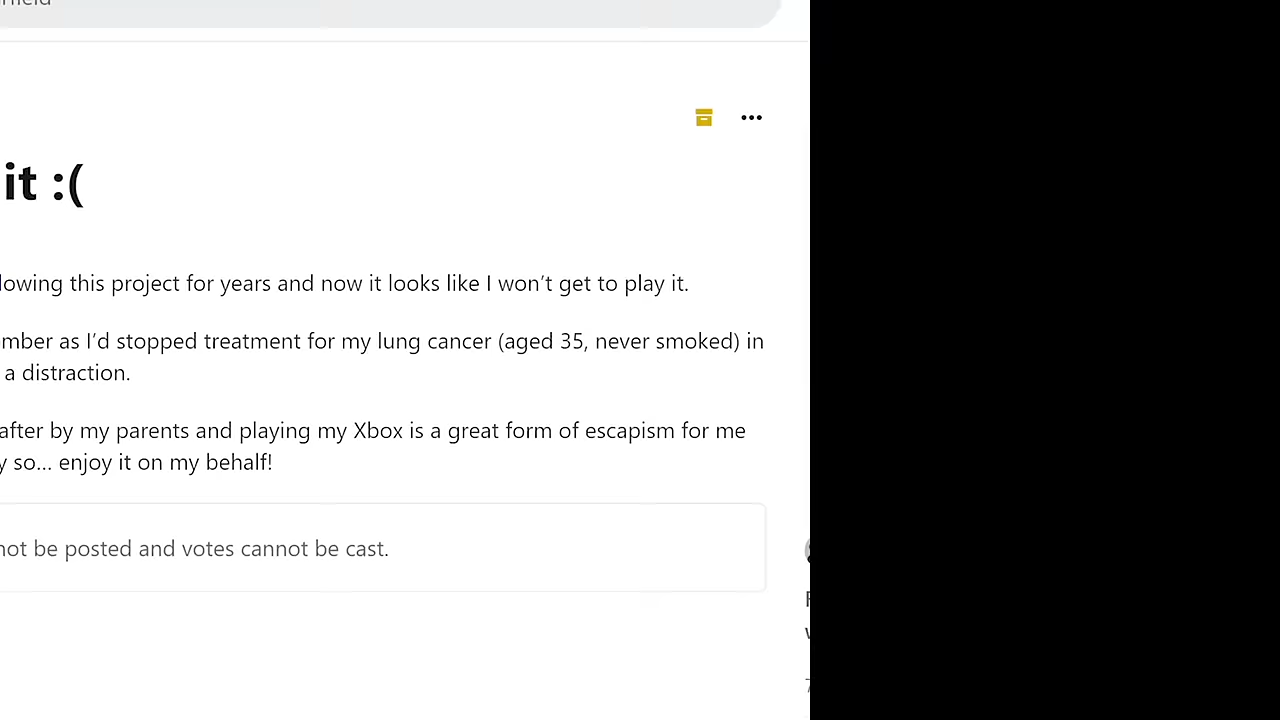 it :(
this project for years and now it looks like I won’t get to play it.
as I’d stopped treatment for my lung cancer (aged 35, never smoked) in
a distraction.
after by my parents and playing my Xbox is a great form of escapism for me
so... enjoy it on my behalf!
not be posted and votes cannot be cast.